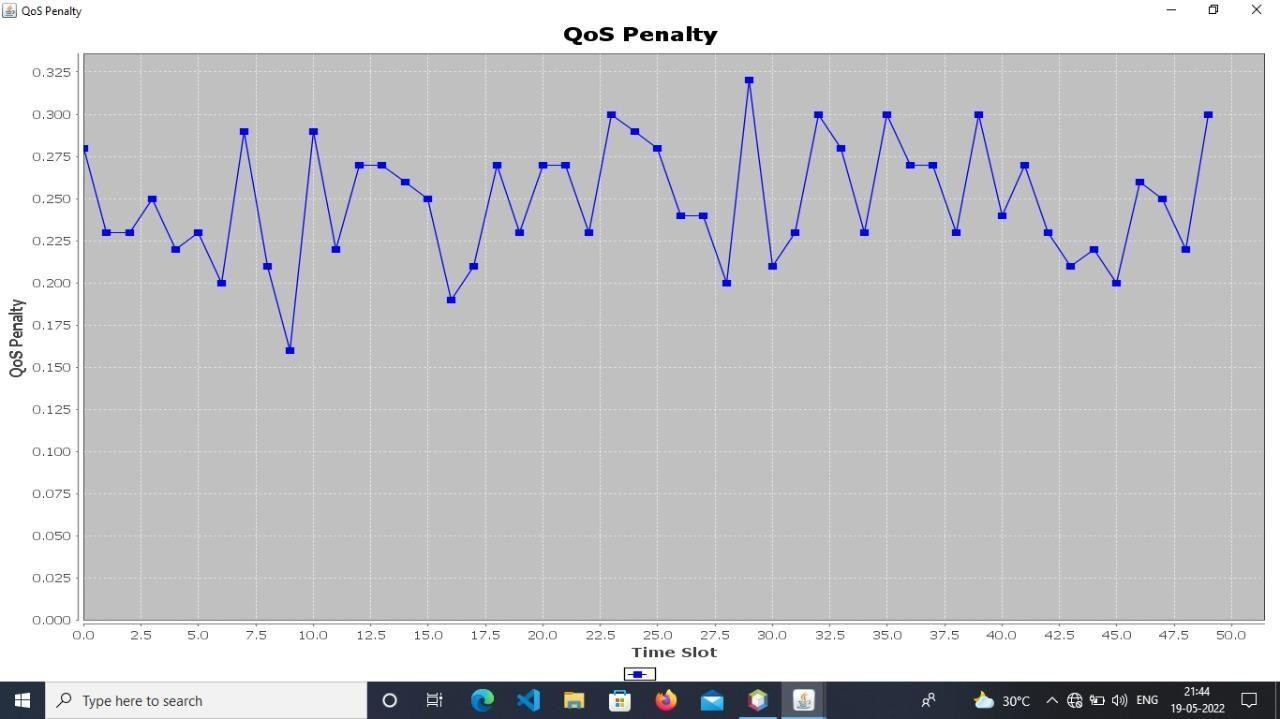 QoS Penalty
QoS Penalty
QoS Penalty
0.325
0.300
0.275
0.250
0.225
0.200
0.175
0.150
0.125
0.100
0.075
0.050
0.025
0.000
0.0 2.5 5.0 7.5 10.0 12.5 15.0 17.5 20.0 22.5 25.0 27.5 30.0 32.5 35.0 37.5 40.0 42.5 45.0 47.5 50.0
Time Slot
Type here to search
30°C
ENG
21:44
19-05-2022